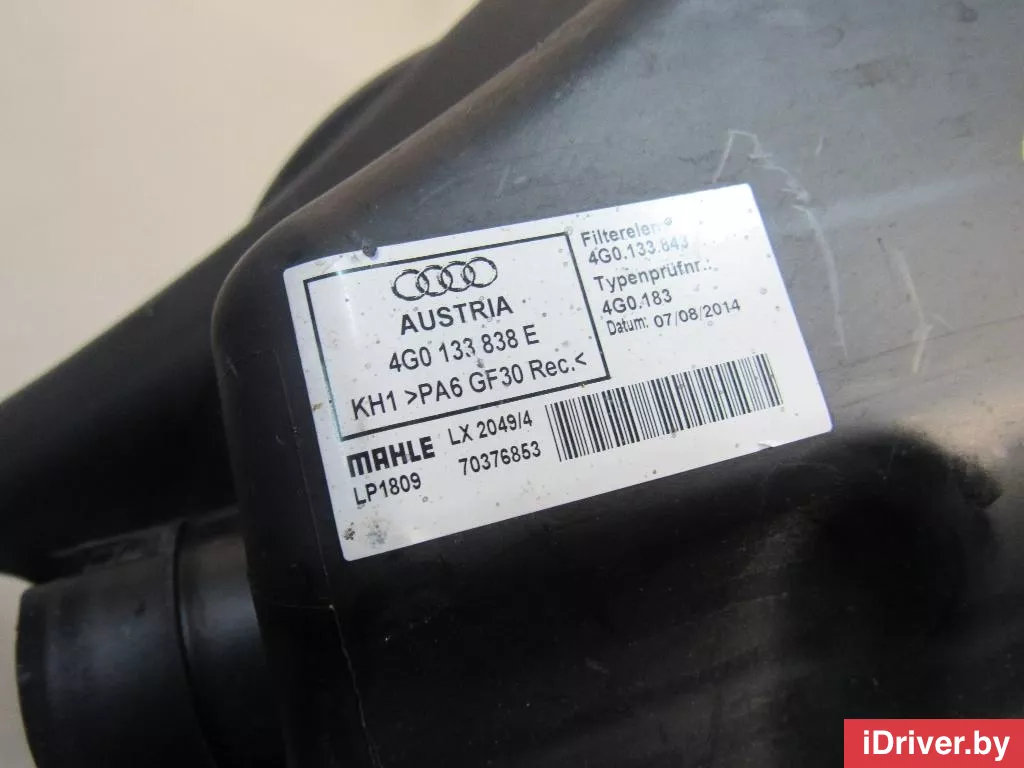 AUSTRIA
4G0 133 838 E
KH1 >PA6 GF30 Rec.<
Filterelem
4G0.133.843
Typenprüfnr.:
4G0.183
Datum: 07/08/2014
MAHLE LX 2049/4
LP1809 70376853
iDriver.by